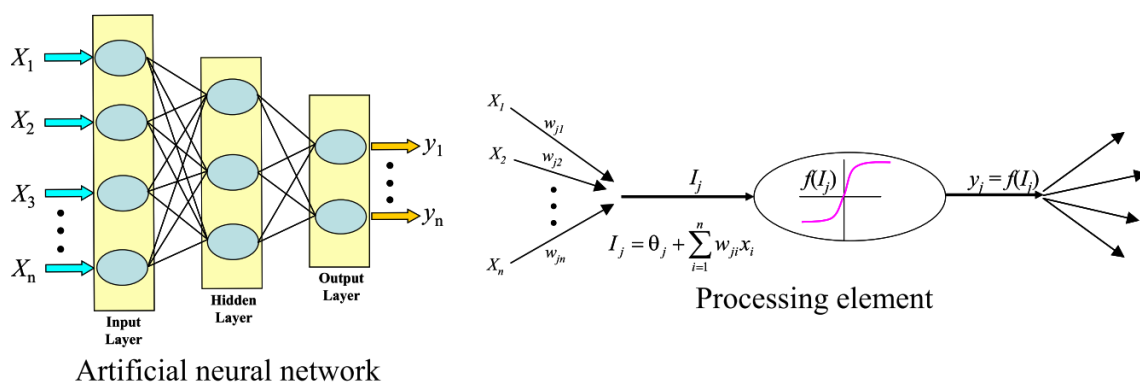 X1
X2
X3
Xn
y1
yn
Input
Layer
Hidden
Layer
Output
Layer
Artificial neural network
X1
X2
Xn
wj1
wj2
wjn
Ij
Ij = θj + n∑i=1 wji xi
f(Ij)
yj = f(Ij)
Processing element